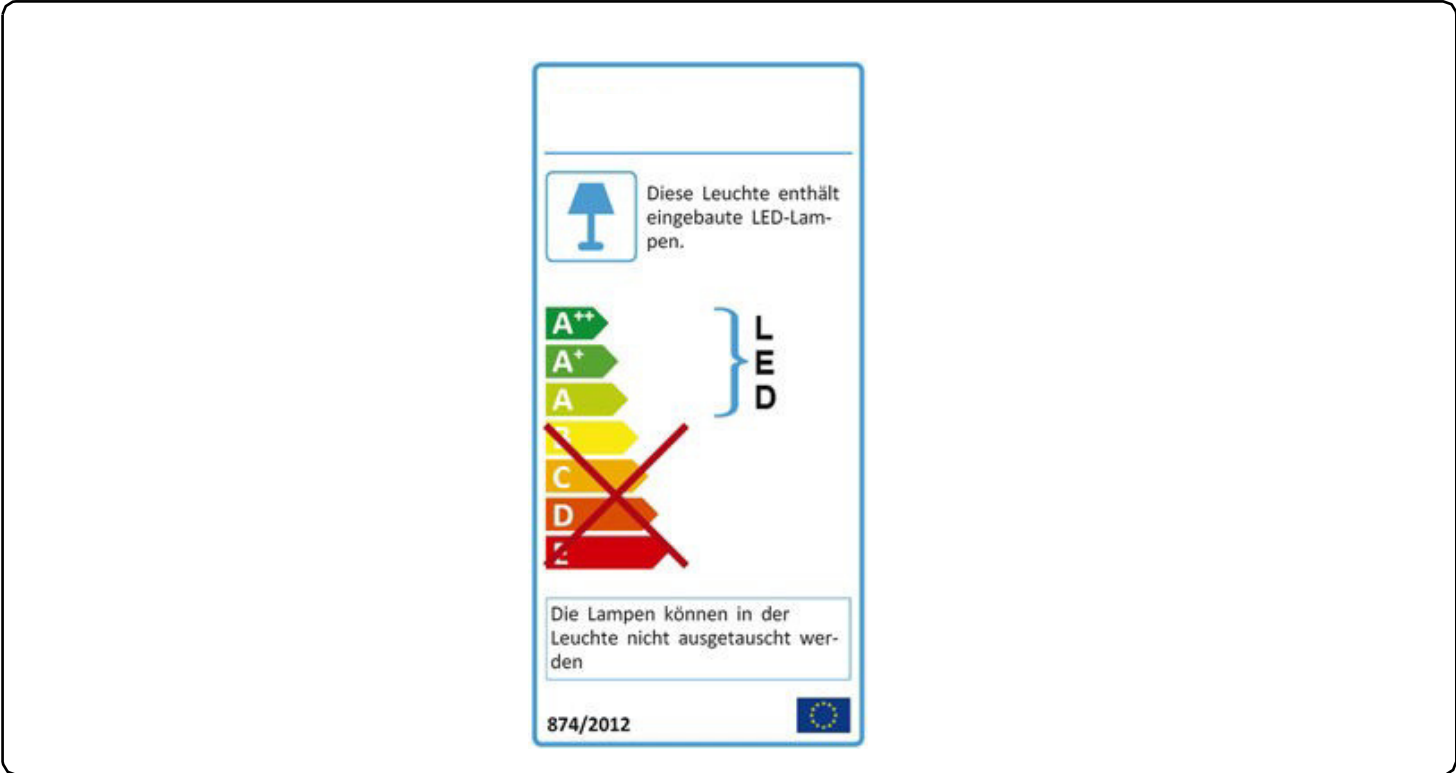 Diese Leuchte enthält
eingebaute LED-Lam-
pen.
A++
A+
A
B
C
D
E
L
E
D
Die Lampen können in der
Leuchte nicht ausgetauscht wer-
den
874/2012